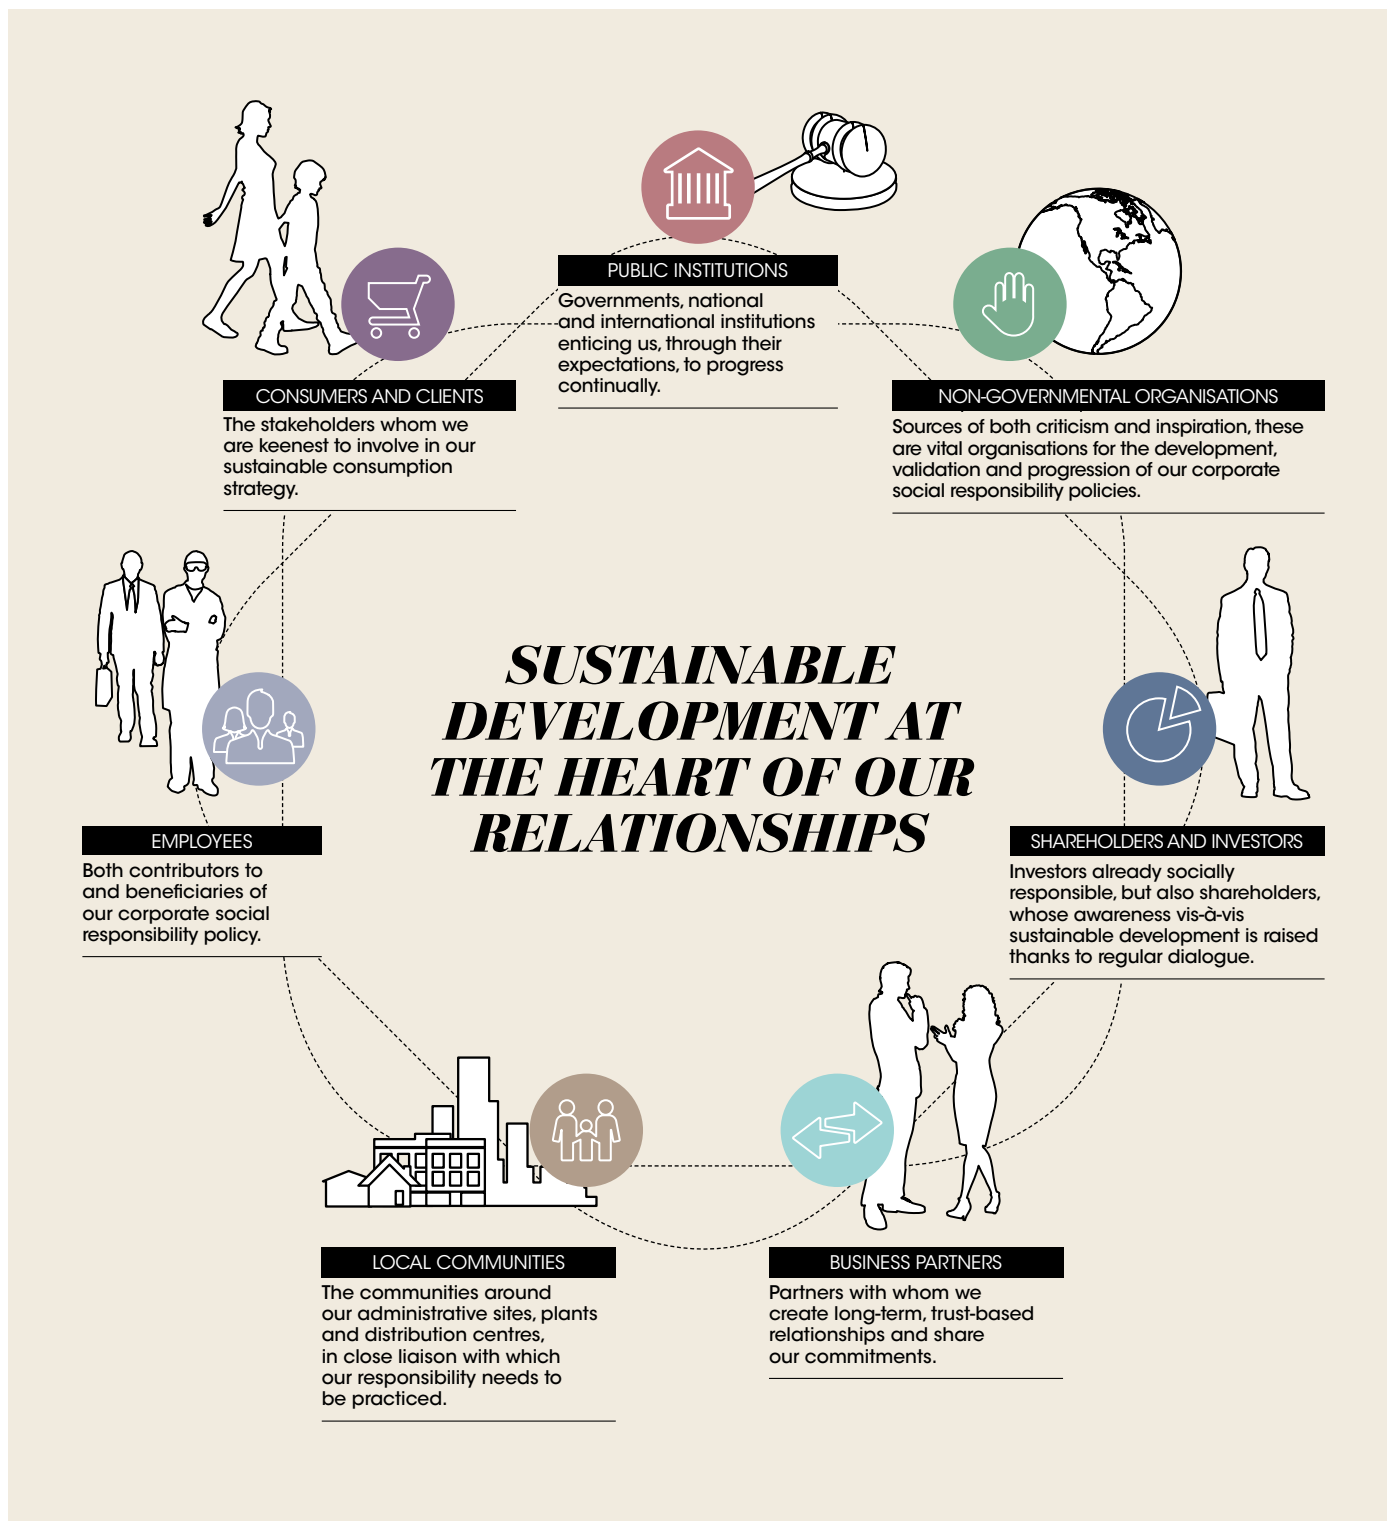 PUBLIC INSTITUTIONS
Governments, national
and international institutions
enticing us, through their
expectations, to progress
continually.
CONSUMERS AND CLIENTS
The stakeholders whom we
are keenest to involve in our
sustainable consumption
strategy.
NON-GOVERNMENTAL ORGANISATIONS
Sources of both criticism and inspiration, these
are vital organisations for the development,
validation and progression of our corporate
social responsibility policies.
SUSTAINABLE
DEVELOPMENT AT
THE HEART OF OUR
RELATIONSHIPS
EMPLOYEES
Both contributors to
and beneficiaries of
our corporate social
responsibility policy.
SHAREHOLDERS AND INVESTORS
Investors already socially
responsible, but also shareholders,
whose awareness vis-à-vis
sustainable development is raised
thanks to regular dialogue.
LOCAL COMMUNITIES
The communities around
our administrative sites, plants
and distribution centres,
in close liaison with which
our responsibility needs to
be practiced.
BUSINESS PARTNERS
Partners with whom we
create long-term, trust-based
relationships and share
our commitments.